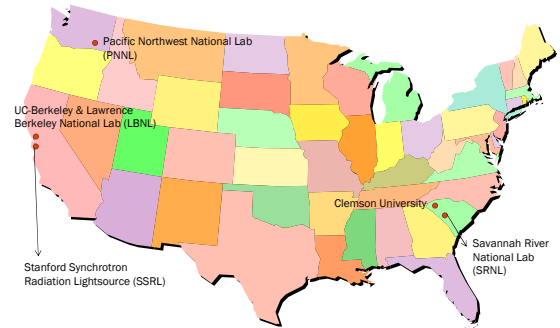 Pacific Northwest National Lab
(PNNL)
UC-Berkeley & Lawrence
Berkeley National Lab (LBNL)
Clemson University
Savannah River
National Lab
(SRNL)
Stanford Synchrotron
Radiation Lightsource (SSRL)